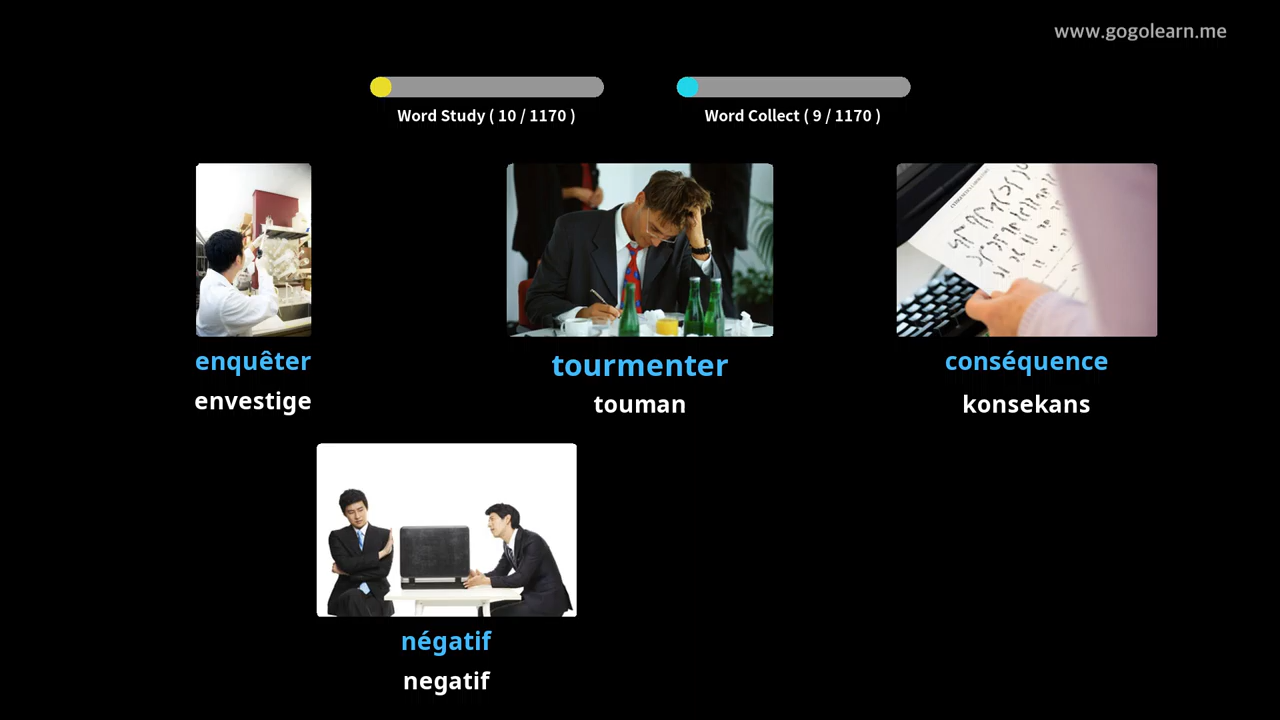 www.gogolearn.me
Word Study ( 10 / 1170 )
Word Collect ( 9 / 1170 )
enquêter
envestige
tourmenter
touman
conséquence
konsekans
négatif
negatif